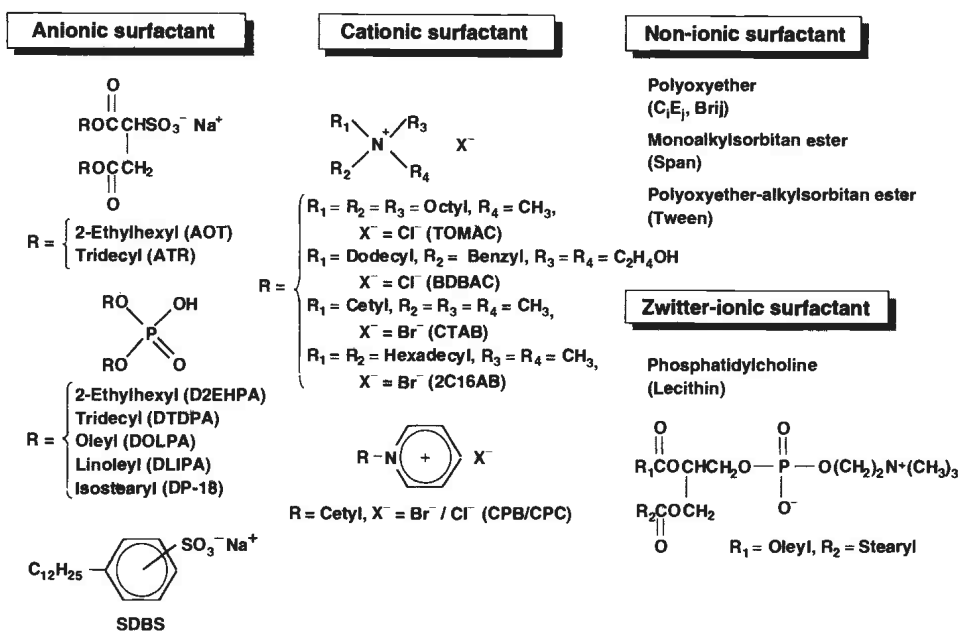 Anionic surfactant
O
ROCCHSO₃⁻ Na⁺
ROCCH₂
O
R = 2-Ethylhexyl (AOT)
Tridecyl (ATR)
RO OH
P
RO O
R = 2-Ethylhexyl (D2EHPA)
Tridecyl (DTDPA)
Oleyl (DOLPA)
Linoleyl (DLIPA)
Isostearyl (DP-18)
SO₃⁻Na⁺
C₁₂H₂₅
SDBS
Cationic surfactant
R₁ R₃
N⁺ X⁻
R₂ R₄
R = R₁ = R₂ = R₃ = Octyl, R₄ = CH₃,
X⁻ = Cl⁻ (TOMAC)
R₁ = Dodecyl, R₂ = Benzyl, R₃ = R₄ = C₂H₄OH
X⁻ = Cl⁻ (BDBAC)
R₁ = Cetyl, R₂ = R₃ = R₄ = CH₃,
X⁻ = Br⁻ (CTAB)
R₁ = R₂ = Hexadecyl, R₃ = R₄ = CH₃,
X⁻ = Br⁻ (2C16AB)
R – N + X⁻
R = Cetyl, X⁻ = Br⁻ / Cl⁻ (CPB/CPC)
Non-ionic surfactant
Polyoxyether
(CᵢEⱼ, Brij)
Monoalkylsorbitan ester
(Span)
Polyoxyether-alkylsorbitan ester
(Tween)
Zwitter-ionic surfactant
Phosphatidylcholine
(Lecithin)
O O
R₁COCHCH₂O – P – O(CH₂)₂N⁺(CH₃)₃
R₂COCH₂ O⁻
O
R₁ = Oleyl, R₂ = Stearyl